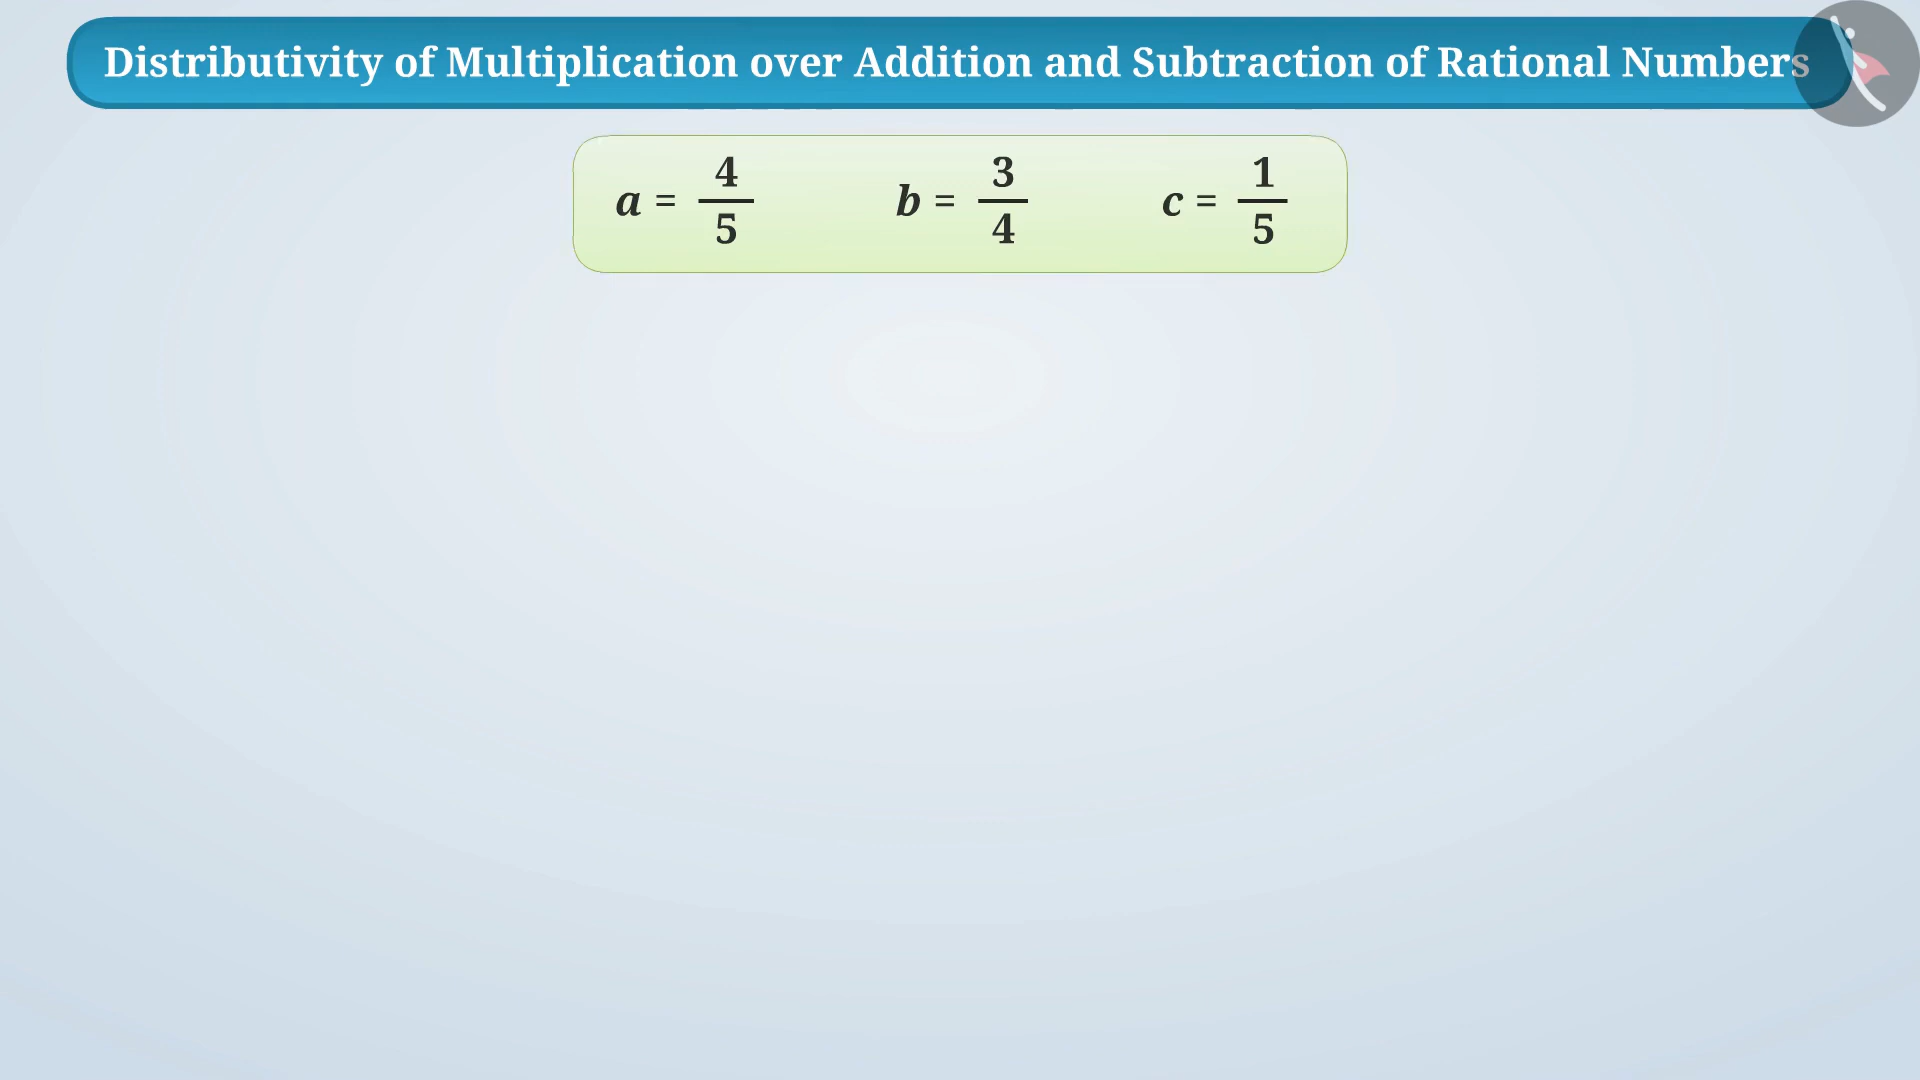 Distributivity of Multiplication over Addition and Subtraction of Rational Numbers
a = 4/5 b = 3/4 c = 1/5